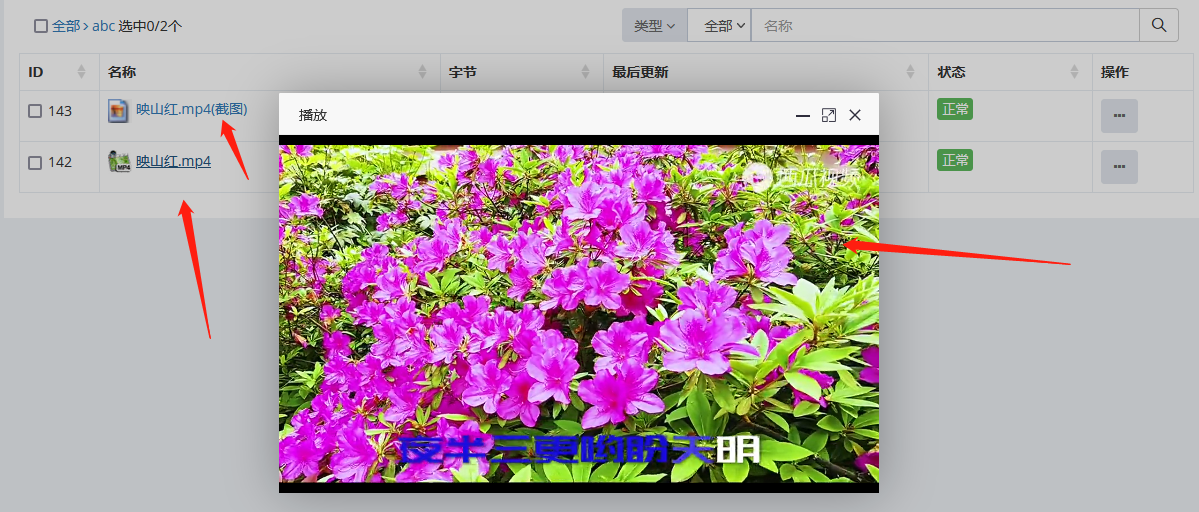 全部 > abc 选中0/2个
类型 全部 名称
ID 名称 字节 最后更新 状态 操作
143 映山红.mp4(截图) 正常
播放
142 映山红.mp4 正常
MP4
西瓜视频
夜半三更哟盼天明